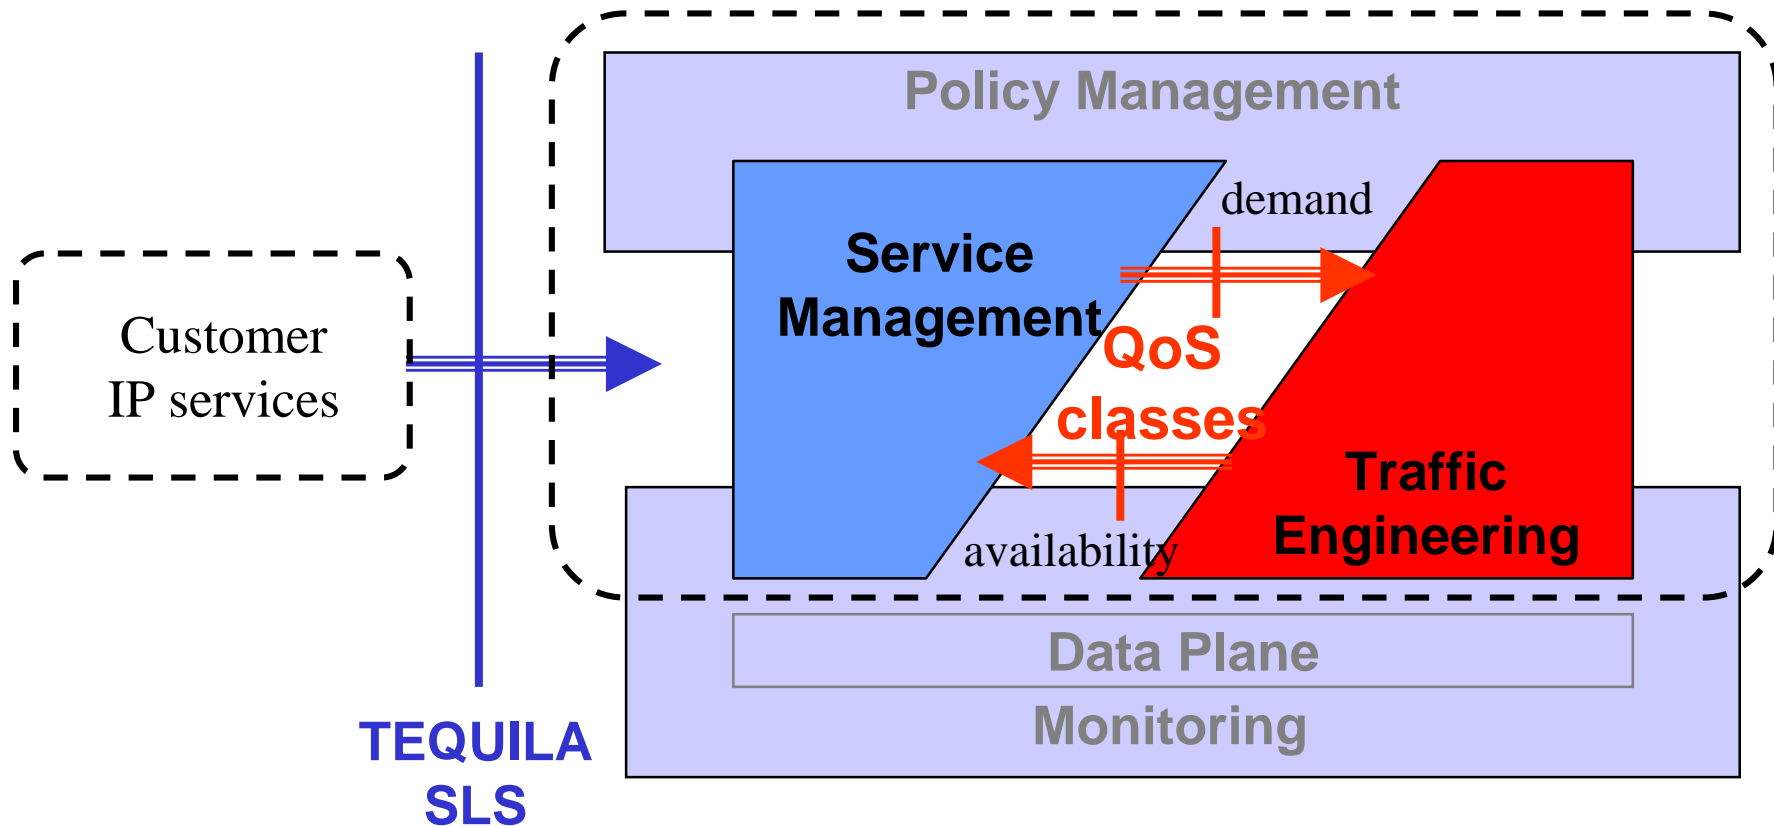 Policy Management
demand
Service
Management
Customer
IP services
QoS
classes
Traffic
Engineering
availability
Data Plane
Monitoring
TEQUILA
SLS